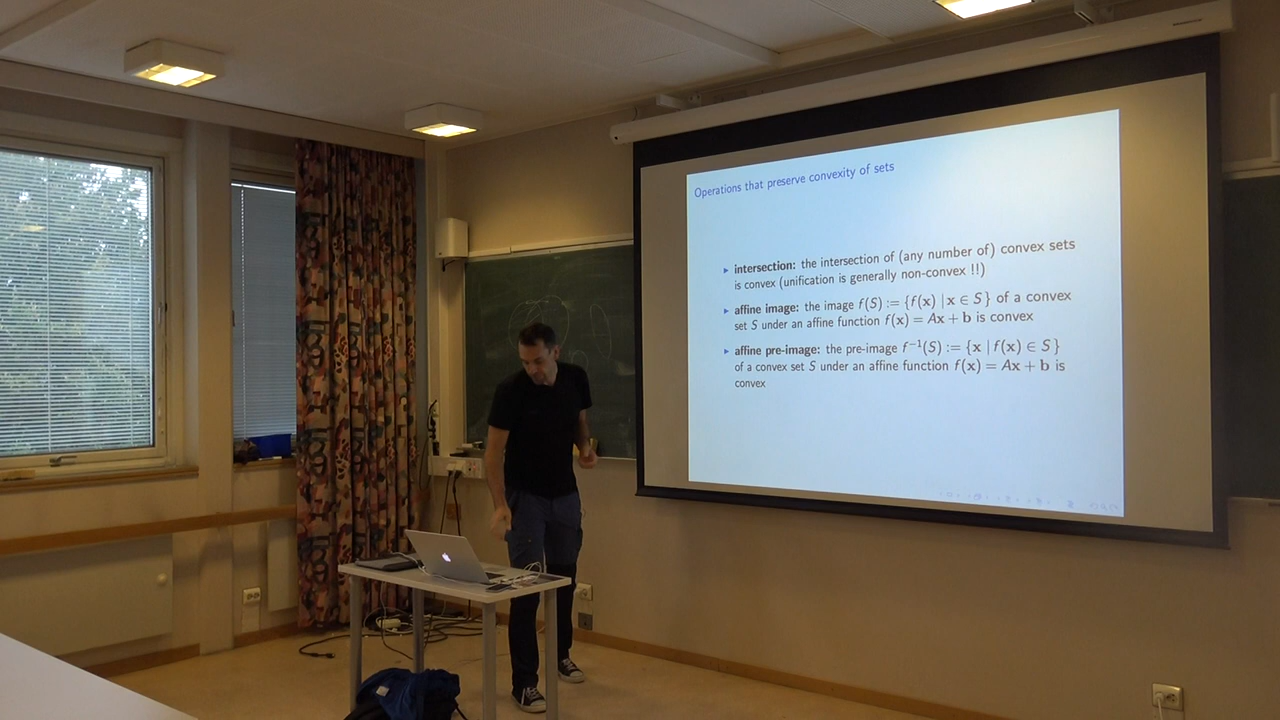 Operations that preserve convexity of sets
▸ intersection: the intersection of (any number of) convex sets
is convex (unification is generally non-convex !!)
▸ affine image: the image f(S) := {f(x) | x ∈ S} of a convex
set S under an affine function f(x) = Ax + b is convex
▸ affine pre-image: the pre-image f⁻¹(S) := {x | f(x) ∈ S}
of a convex set S under an affine function f(x) = Ax + b is
convex